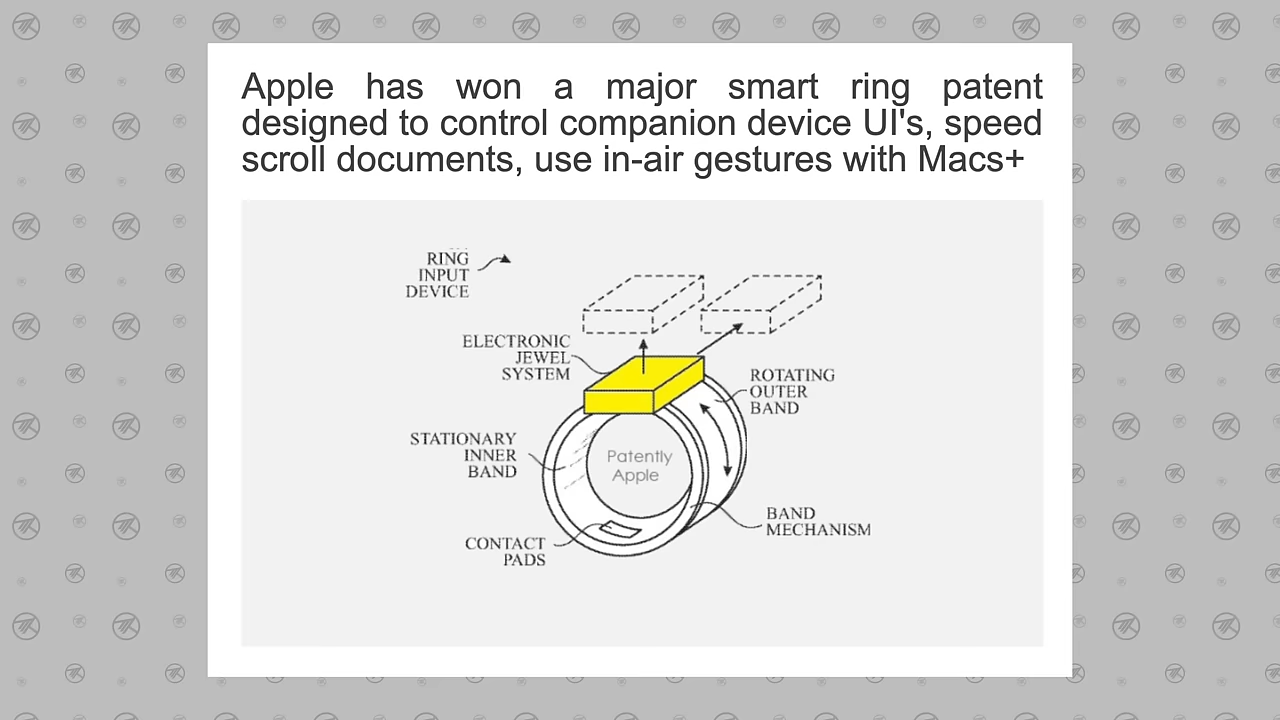 Apple has won a major smart ring patent
designed to control companion device UI's, speed
scroll documents, use in-air gestures with Macs+
RING
INPUT
DEVICE
ELECTRONIC
JEWEL
SYSTEM
ROTATING
OUTER
BAND
STATIONARY
INNER
BAND
Patently
Apple
BAND
MECHANISM
CONTACT
PADS